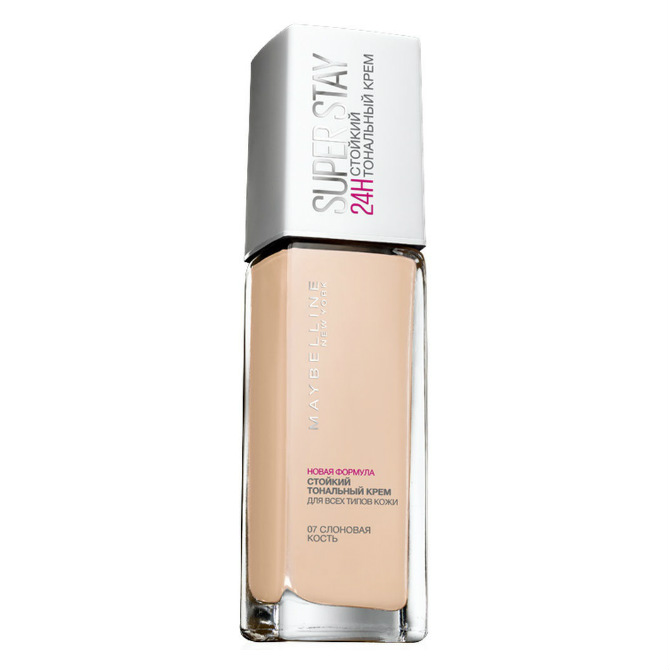 SUPER STAY
24H СТОЙКИЙ
ТОНАЛЬНЫЙ КРЕМ
MAYBELLINE
NEW YORK
НОВАЯ ФОРМУЛА
СТОЙКИЙ
ТОНАЛЬНЫЙ КРЕМ
ДЛЯ ВСЕХ ТИПОВ КОЖИ
07 СЛОНОВАЯ
КОСТЬ